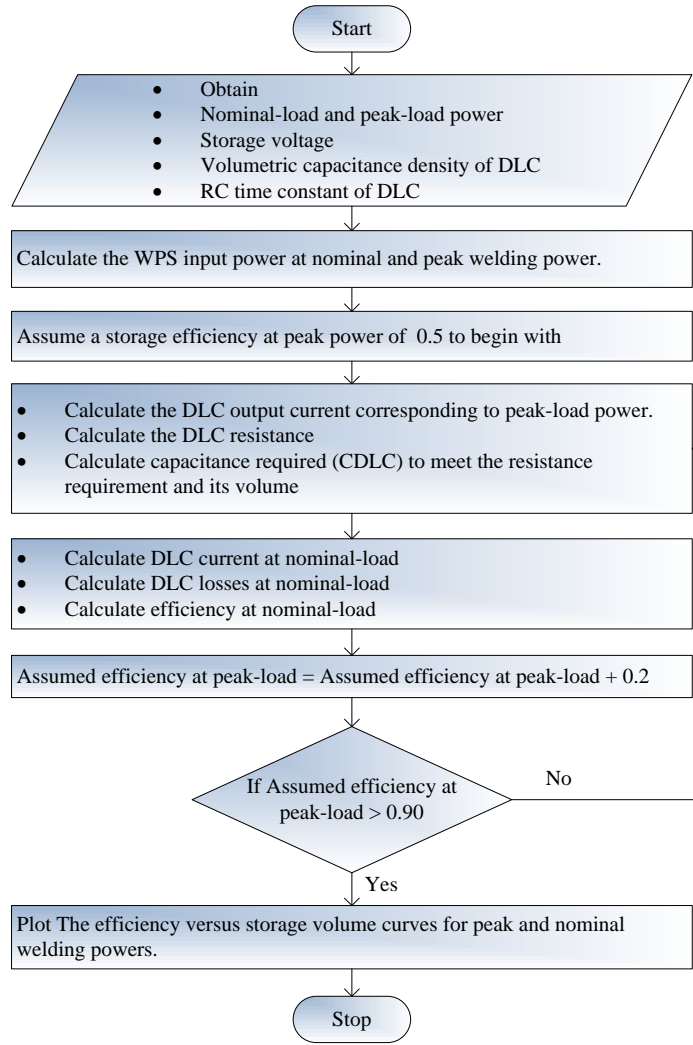 Start
• Obtain
• Nominal-load and peak-load power
• Storage voltage
• Volumetric capacitance density of DLC
• RC time constant of DLC
Calculate the WPS input power at nominal and peak welding power.
Assume a storage efficiency at peak power of 0.5 to begin with
• Calculate the DLC output current corresponding to peak-load power.
• Calculate the DLC resistance
• Calculate capacitance required (CDLC) to meet the resistance
requirement and its volume
• Calculate DLC current at nominal-load
• Calculate DLC losses at nominal-load
• Calculate efficiency at nominal-load
Assumed efficiency at peak-load = Assumed efficiency at peak-load + 0.2
If Assumed efficiency at
peak-load > 0.90
No
Yes
Plot The efficiency versus storage volume curves for peak and nominal
welding powers.
Stop